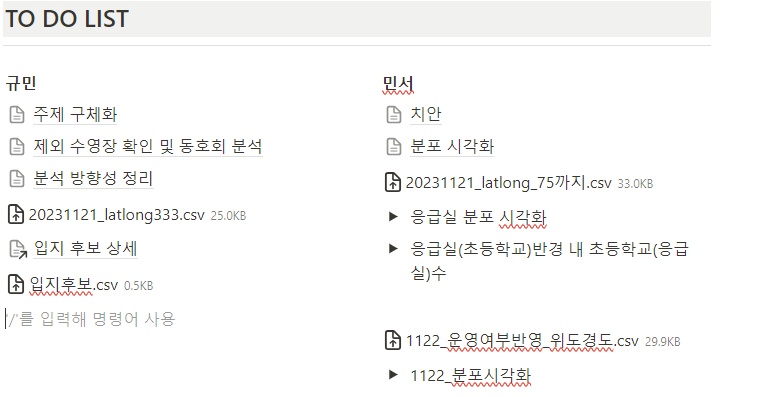 TO DO LIST
규민
주제 구체화
제외 수영장 확인 및 동호회 분석
분석 방향성 정리
20231121_latlong333.csv 25.0KB
입지 후보 상세
입지후보.csv 0.5KB
'/'를 입력해 명령어 사용
민서
치안
분포 시각화
20231121_latlong_75까지.csv 33.0KB
응급실 분포 시각화
응급실(초등학교)반경 내 초등학교(응급
실)수
1122_운영여부반영_위도경도.csv 29.9KB
1122_분포시각화